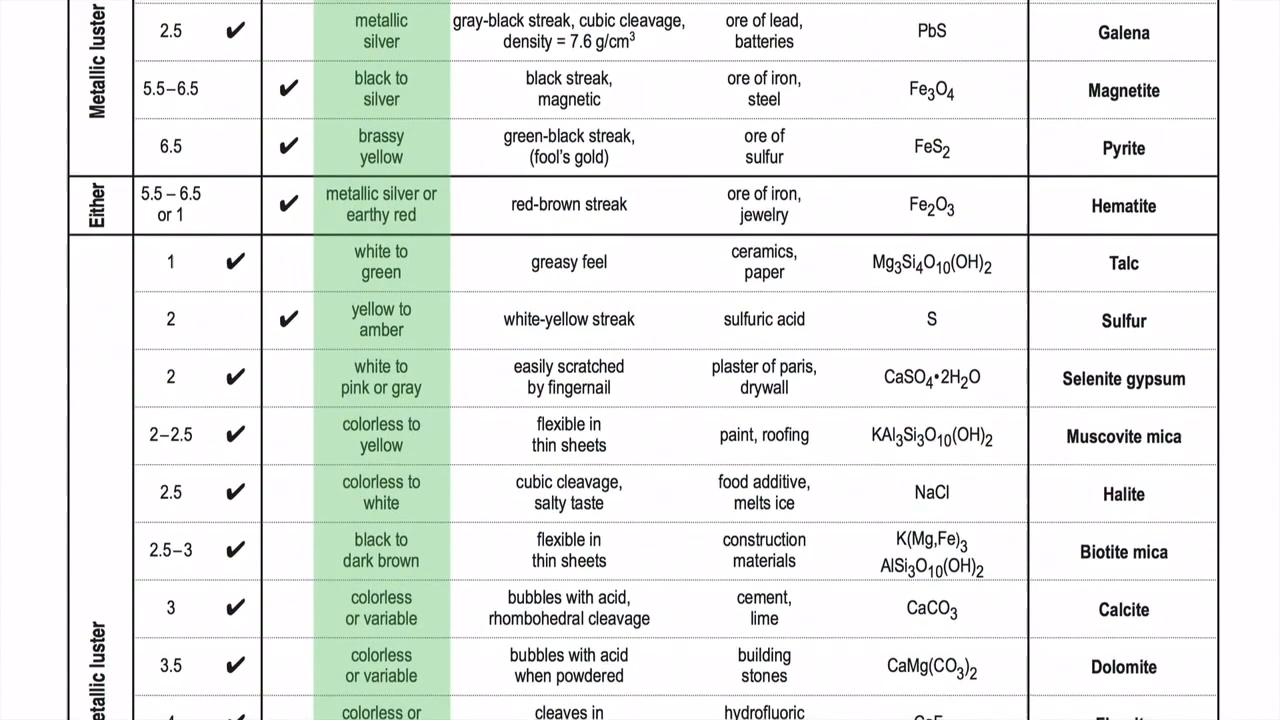 Metallic luster
2.5 ✔ metallic silver gray-black streak, cubic cleavage, density = 7.6 g/cm³ ore of lead, batteries PbS Galena
5.5–6.5 ✔ black to silver black streak, magnetic ore of iron, steel Fe₃O₄ Magnetite
6.5 ✔ brassy yellow green-black streak, (fool's gold) ore of sulfur FeS₂ Pyrite
Either
5.5 – 6.5 or 1 ✔ metallic silver or earthy red red-brown streak ore of iron, jewelry Fe₂O₃ Hematite
etallic luster
1 ✔ white to green greasy feel ceramics, paper Mg₃Si₄O₁₀(OH)₂ Talc
2 ✔ yellow to amber white-yellow streak sulfuric acid S Sulfur
2 ✔ white to pink or gray easily scratched by fingernail plaster of paris, drywall CaSO₄•2H₂O Selenite gypsum
2–2.5 ✔ colorless to yellow flexible in thin sheets paint, roofing KAl₃Si₃O₁₀(OH)₂ Muscovite mica
2.5 ✔ colorless to white cubic cleavage, salty taste food additive, melts ice NaCl Halite
2.5–3 ✔ black to dark brown flexible in thin sheets construction materials K(Mg,Fe)₃ AlSi₃O₁₀(OH)₂ Biotite mica
3 ✔ colorless or variable bubbles with acid, rhombohedral cleavage cement, lime CaCO₃ Calcite
3.5 ✔ colorless or variable bubbles with acid when powdered building stones CaMg(CO₃)₂ Dolomite
colorless or cleaves in hydrofluoric